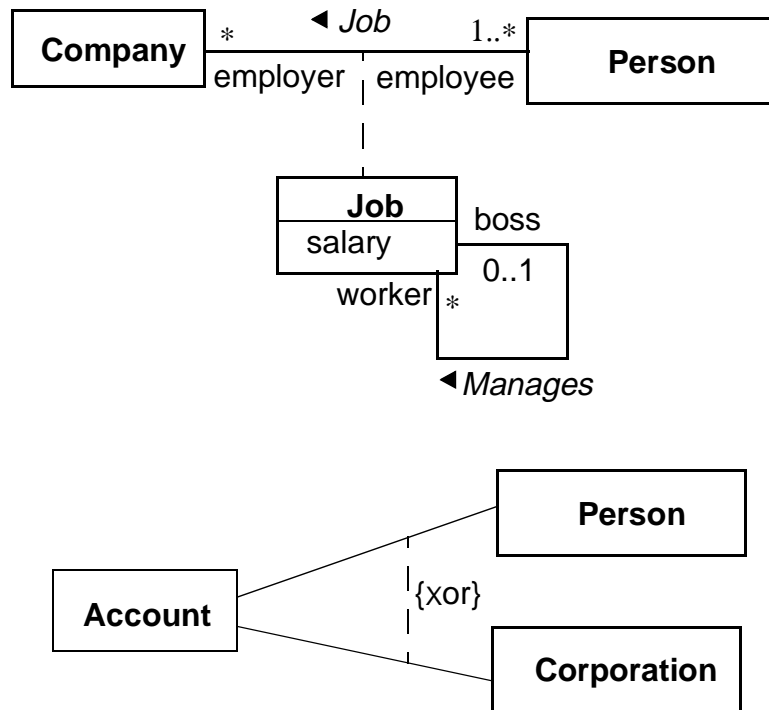 * ◄ Job 1..*
Company Person
employer employee
Job
salary
boss
0..1
worker *
◄ Manages
Person
Account
{xor}
Corporation